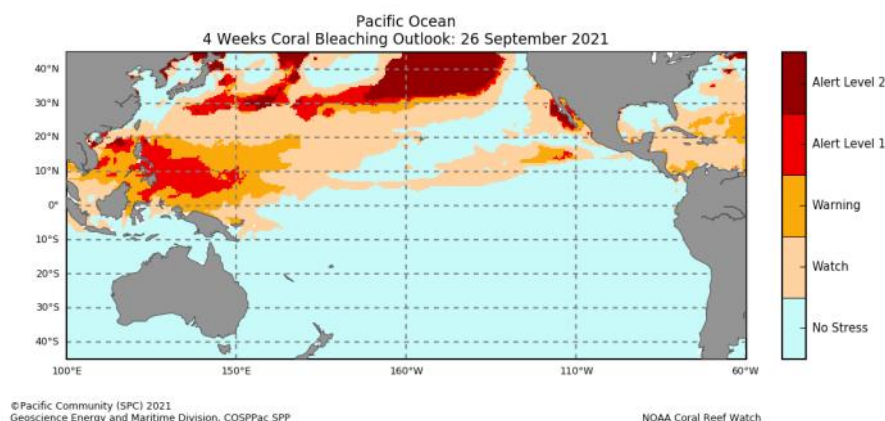 Pacific Ocean
4 Weeks Coral Bleaching Outlook: 26 September 2021
40°N
30°N
20°N
10°N
0°
10°S
20°S
30°S
40°S
100°E
150°E
160°W
110°W
60°W
Alert Level 2
Alert Level 1
Warning
Watch
No Stress
©Pacific Community (SPC) 2021
Geoscience Energy and Maritime Division, COSPPac SPP
NOAA Coral Reef Watch